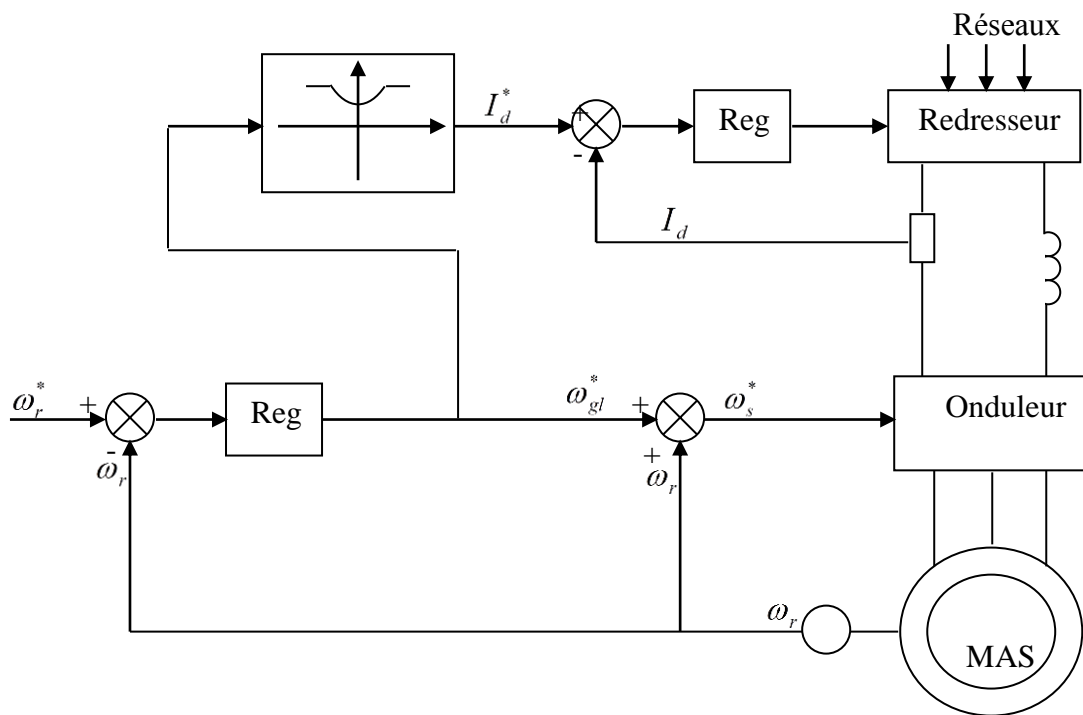 Réseaux
I_d^*
+
-
Reg
Redresseur
I_d
ω_r^*
+
-
ω_r
Reg
ω_gl^*
+
+
ω_r
ω_s^*
Onduleur
ω_r
MAS